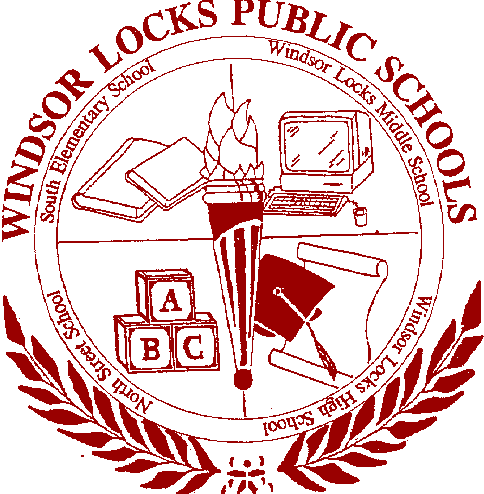 WINDSOR LOCKS PUBLIC SCHOOLS
South Elementary School
Windsor Locks Middle School
North Street School
Windsor Locks High School
A
B C